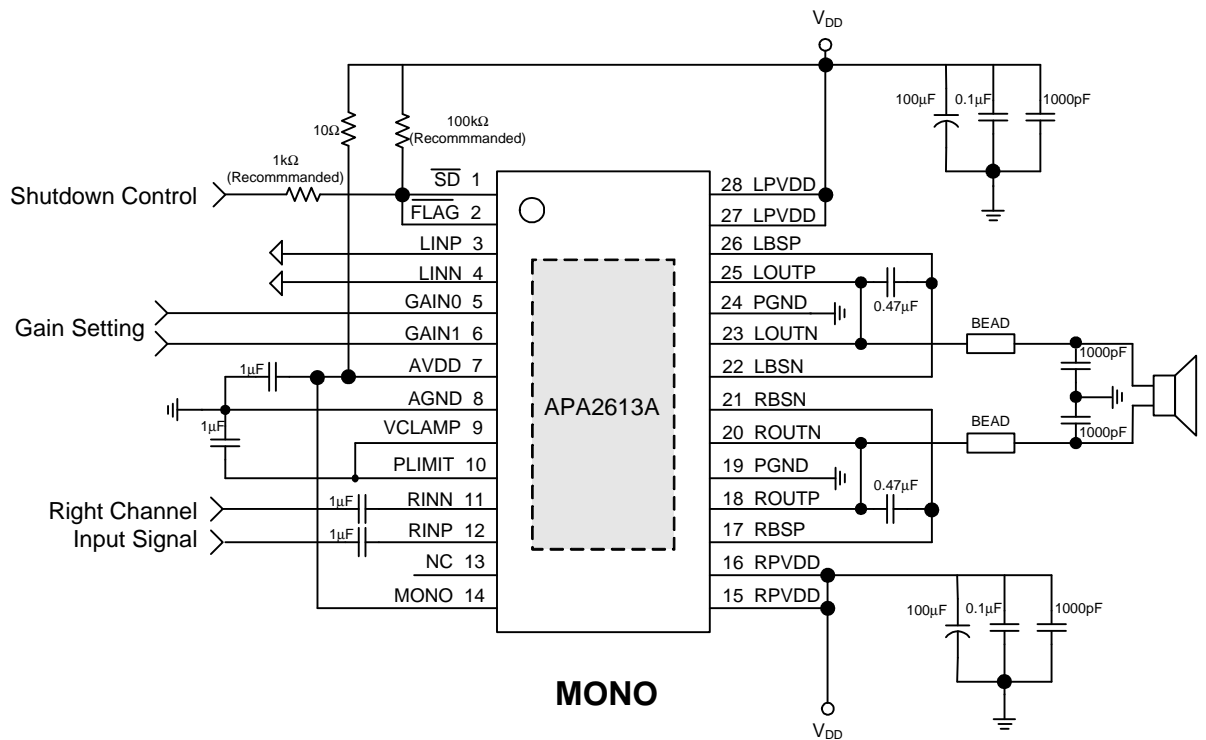 VDD
100µF 0.1µF 1000pF
10Ω
100kΩ
(Recommmanded)
1kΩ
(Recommmanded)
Shutdown Control
SD 1
FLAG 2
LINP 3
LINN 4
GAIN0 5
Gain Setting
GAIN1 6
1µF
AVDD 7
AGND 8
1µF
VCLAMP 9
PLIMIT 10
Right Channel
Input Signal
1µF
RINN 11
1µF
RINP 12
NC 13
MONO 14
APA2613A
28 LPVDD
27 LPVDD
26 LBSP
25 LOUTP
24 PGND
0.47µF
23 LOUTN
22 LBSN
21 RBSN
20 ROUTN
19 PGND
18 ROUTP
0.47µF
17 RBSP
16 RPVDD
15 RPVDD
BEAD
1000pF
BEAD
1000pF
100µF 0.1µF 1000pF
MONO
VDD